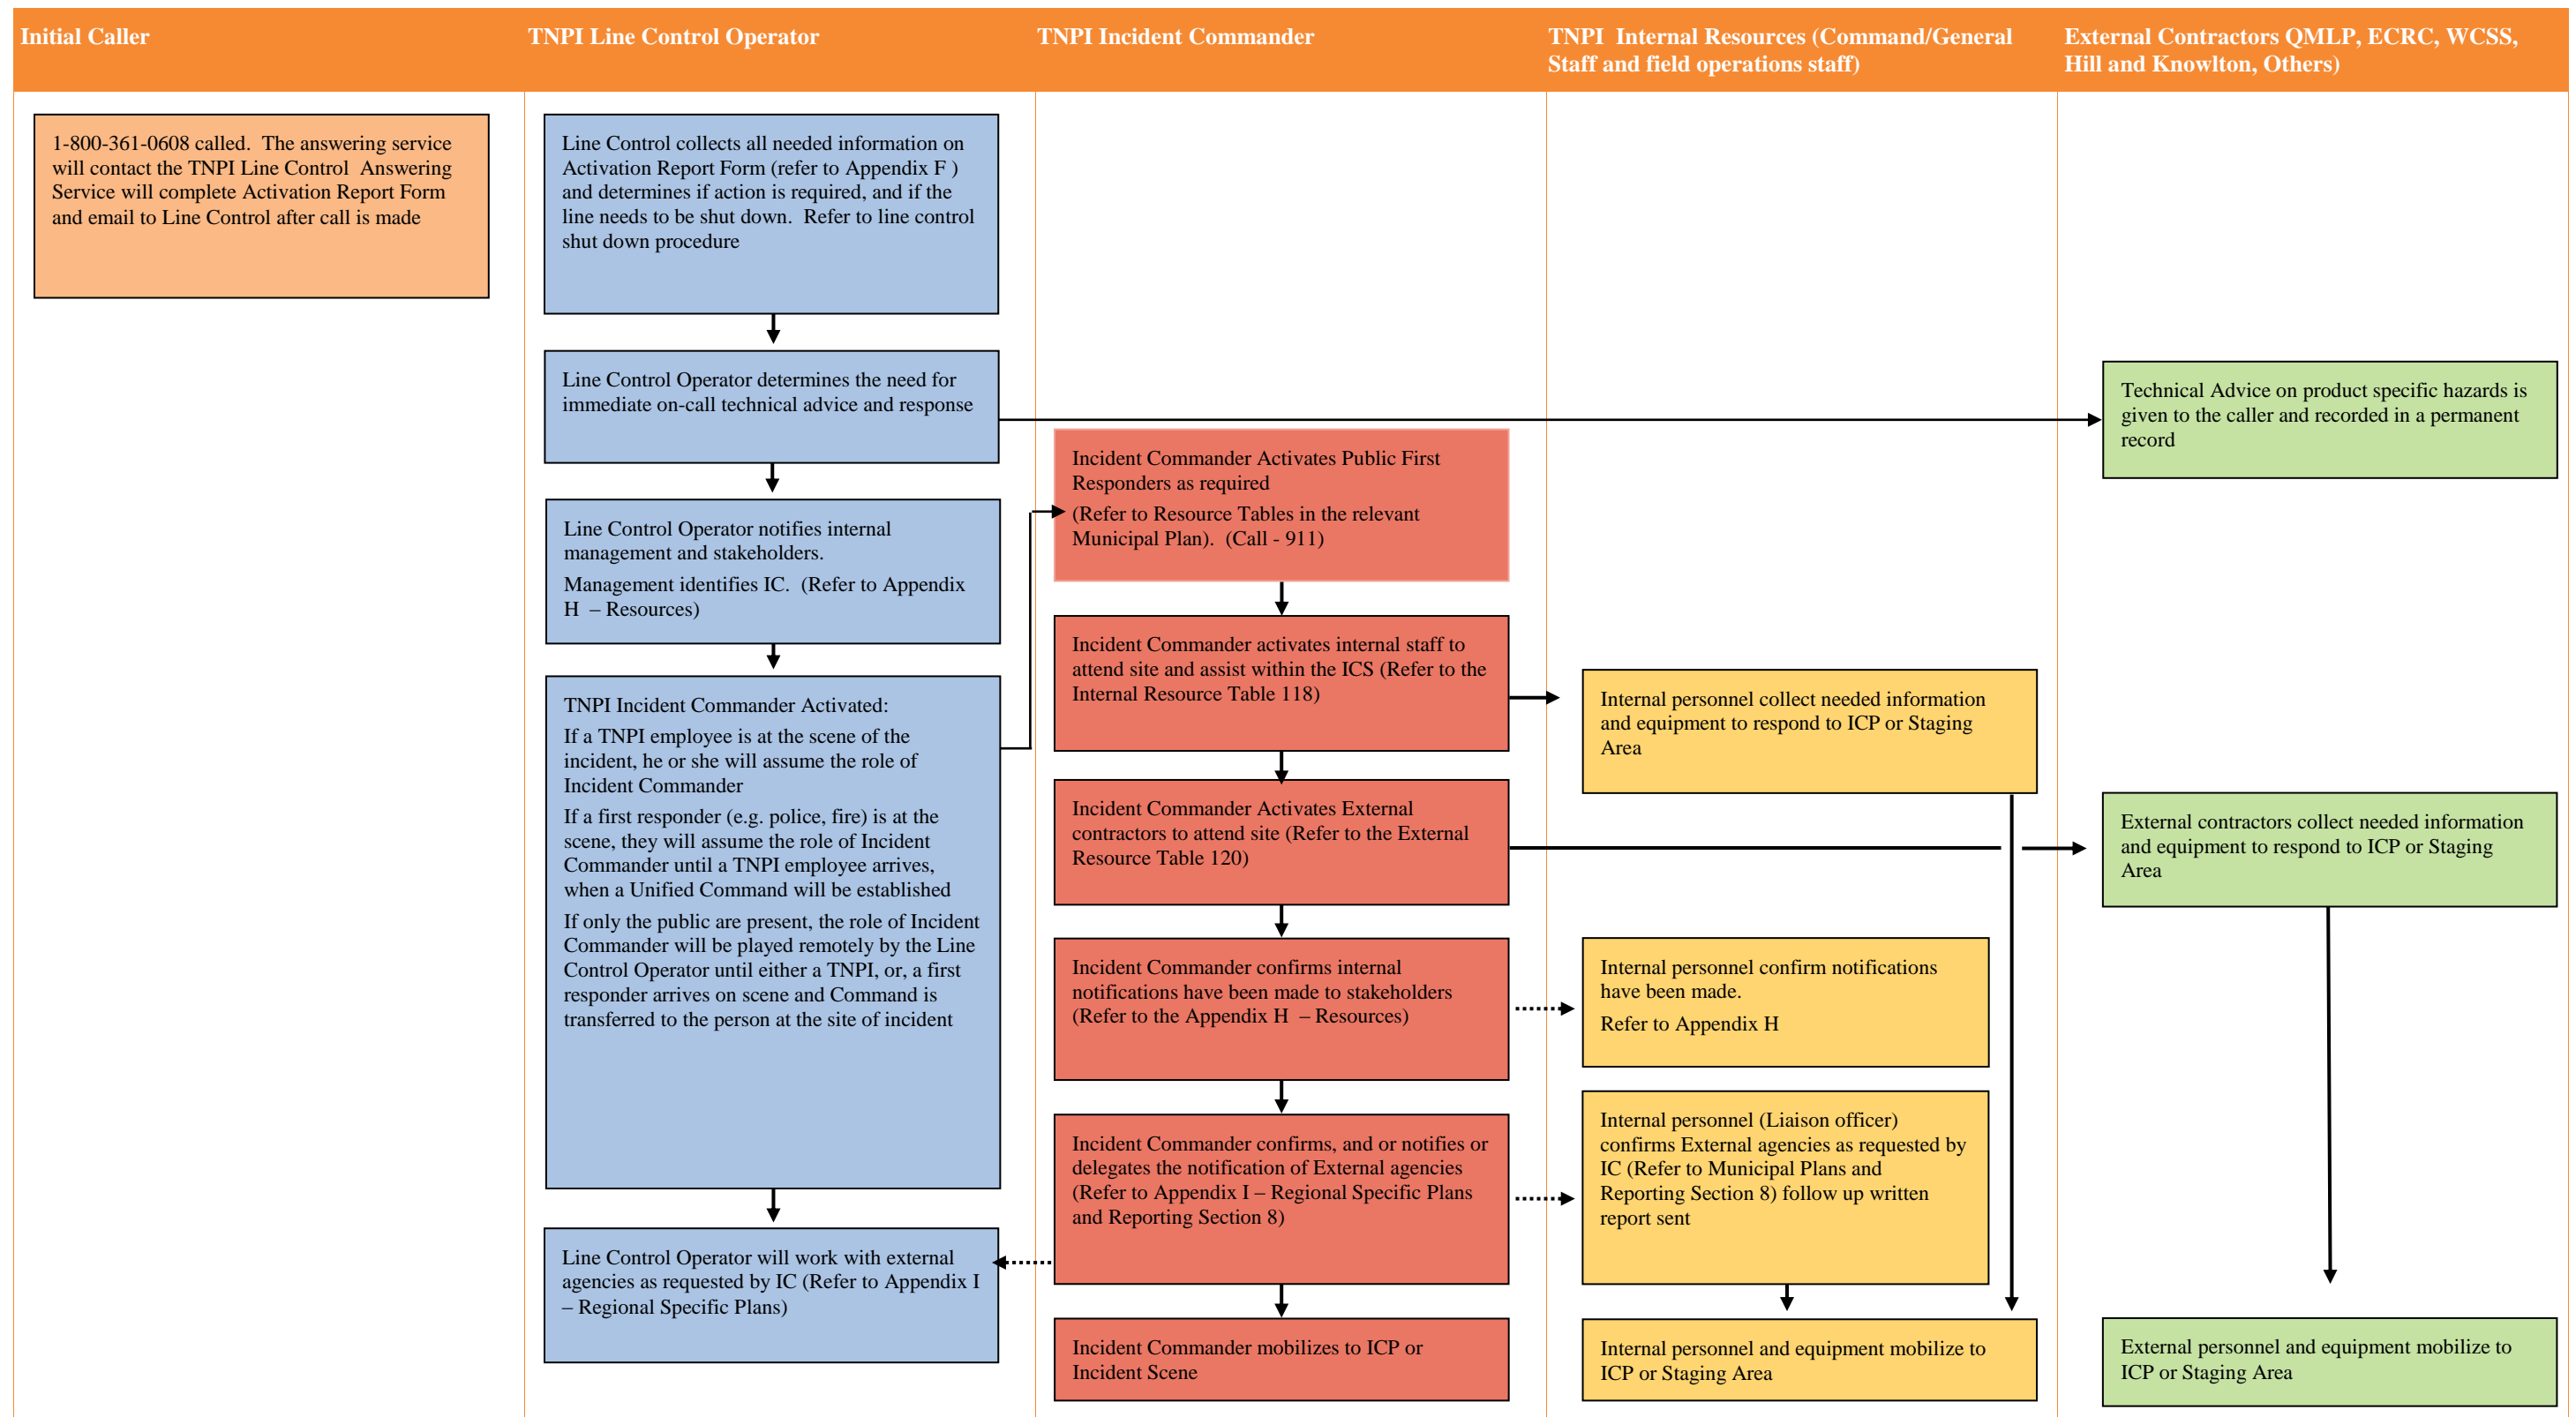 Initial Caller
TNPI Line Control Operator
TNPI Incident Commander
TNPI  Internal Resources (Command/General
Staff and field operations staff)
External Contractors QMLP, ECRC, WCSS,
Hill and Knowlton, Others)
1-800-361-0608 called.  The answering service
will contact the TNPI Line Control  Answering
Service will complete Activation Report Form
and email to Line Control after call is made
Line Control collects all needed information on
Activation Report Form (refer to Appendix F )
and determines if action is required, and if the
line needs to be shut down.  Refer to line control
shut down procedure
Line Control Operator determines the need for
immediate on-call technical advice and response
Technical Advice on product specific hazards is
given to the caller and recorded in a permanent
record
Line Control Operator notifies internal
management and stakeholders.
Management identifies IC.  (Refer to Appendix
H  – Resources)
TNPI Incident Commander Activated:
If a TNPI employee is at the scene of the
incident, he or she will assume the role of
Incident Commander
If a first responder (e.g. police, fire) is at the
scene, they will assume the role of Incident
Commander until a TNPI employee arrives,
when a Unified Command will be established
If only the public are present, the role of Incident
Commander will be played remotely by the Line
Control Operator until either a TNPI, or, a first
responder arrives on scene and Command is
transferred to the person at the site of incident
Line Control Operator will work with external
agencies as requested by IC (Refer to Appendix I
– Regional Specific Plans)
Incident Commander Activates Public First
Responders as required
(Refer to Resource Tables in the relevant
Municipal Plan).  (Call - 911)
Incident Commander activates internal staff to
attend site and assist within the ICS (Refer to the
Internal Resource Table 118)
Incident Commander Activates External
contractors to attend site (Refer to the External
Resource Table 120)
Incident Commander confirms internal
notifications have been made to stakeholders
(Refer to the Appendix H  – Resources)
Incident Commander confirms, and or notifies or
delegates the notification of External agencies
(Refer to Appendix I – Regional Specific Plans
and Reporting Section 8)
Incident Commander mobilizes to ICP or
Incident Scene
Internal personnel collect needed information
and equipment to respond to ICP or Staging
Area
Internal personnel confirm notifications
have been made.
Refer to Appendix H
Internal personnel (Liaison officer)
confirms External agencies as requested by
IC (Refer to Municipal Plans and
Reporting Section 8) follow up written
report sent
Internal personnel and equipment mobilize to
ICP or Staging Area
External contractors collect needed information
and equipment to respond to ICP or Staging
Area
External personnel and equipment mobilize to
ICP or Staging Area